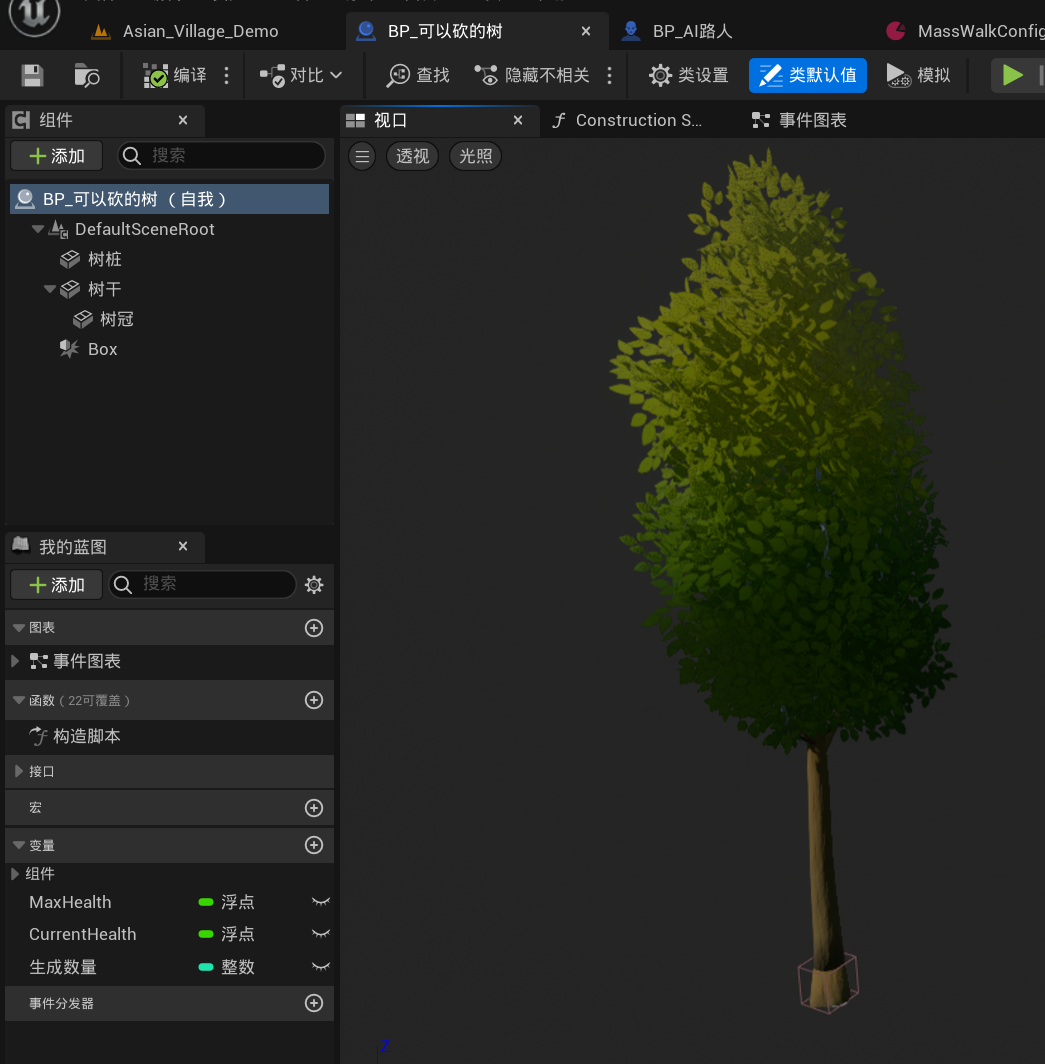 Asian_Village_Demo
BP_可以砍的树
BP_AI路人
MassWalkConfig
编译
对比
查找
隐藏不相关
类设置
类默认值
模拟
组件
视口
Construction S...
事件图表
添加
搜索
透视
光照
BP_可以砍的树（自我）
DefaultSceneRoot
树桩
树干
树冠
Box
我的蓝图
添加
搜索
图表
事件图表
函数（22可覆盖）
构造脚本
接口
宏
变量
组件
MaxHealth 浮点
CurrentHealth 浮点
生成数量 整数
事件分发器
Z